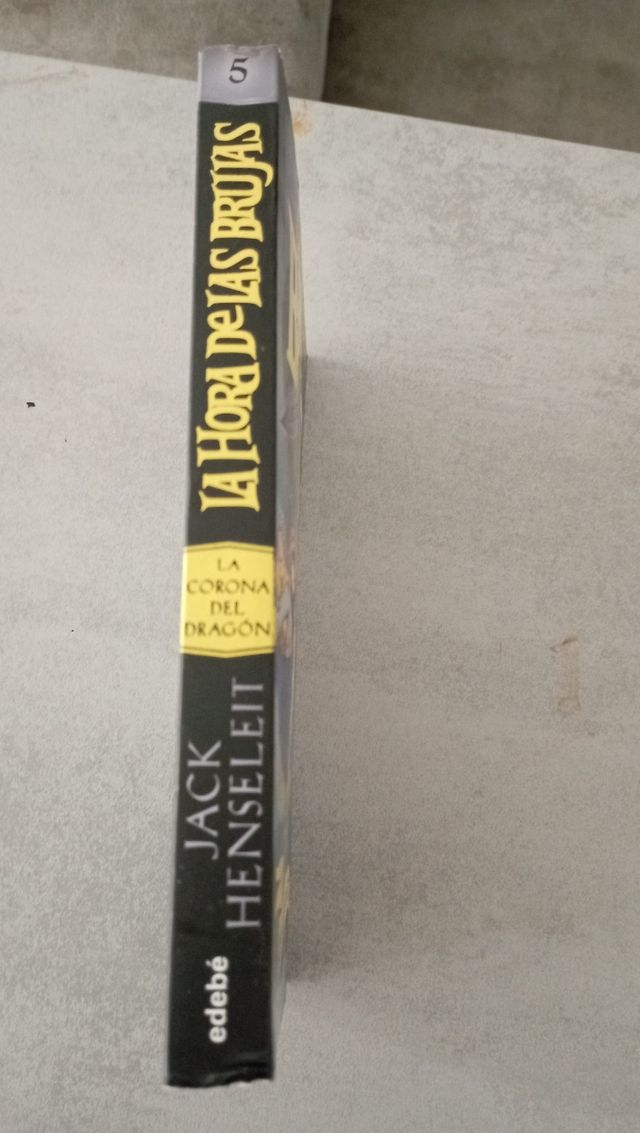 5
LA HORA DE LAS BRUJAS
LA
CORONA
DEL
DRAGÓN
JACK
HENSELEIT
edebé